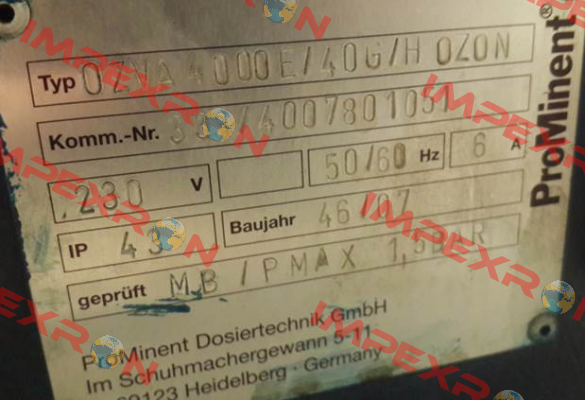 ProMinent®
Typ OZVA 4000E/40G/H OZON
Komm.-Nr. /4007801051
230 V 50/60 Hz 6 A
IP 43 Baujahr 46/07
geprüft M.B / PMAX 1,5BAR
ProMinent Dosiertechnik GmbH
Im Schuhmachergewann 5-11
69123 Heidelberg · Germany
IMPEXRON